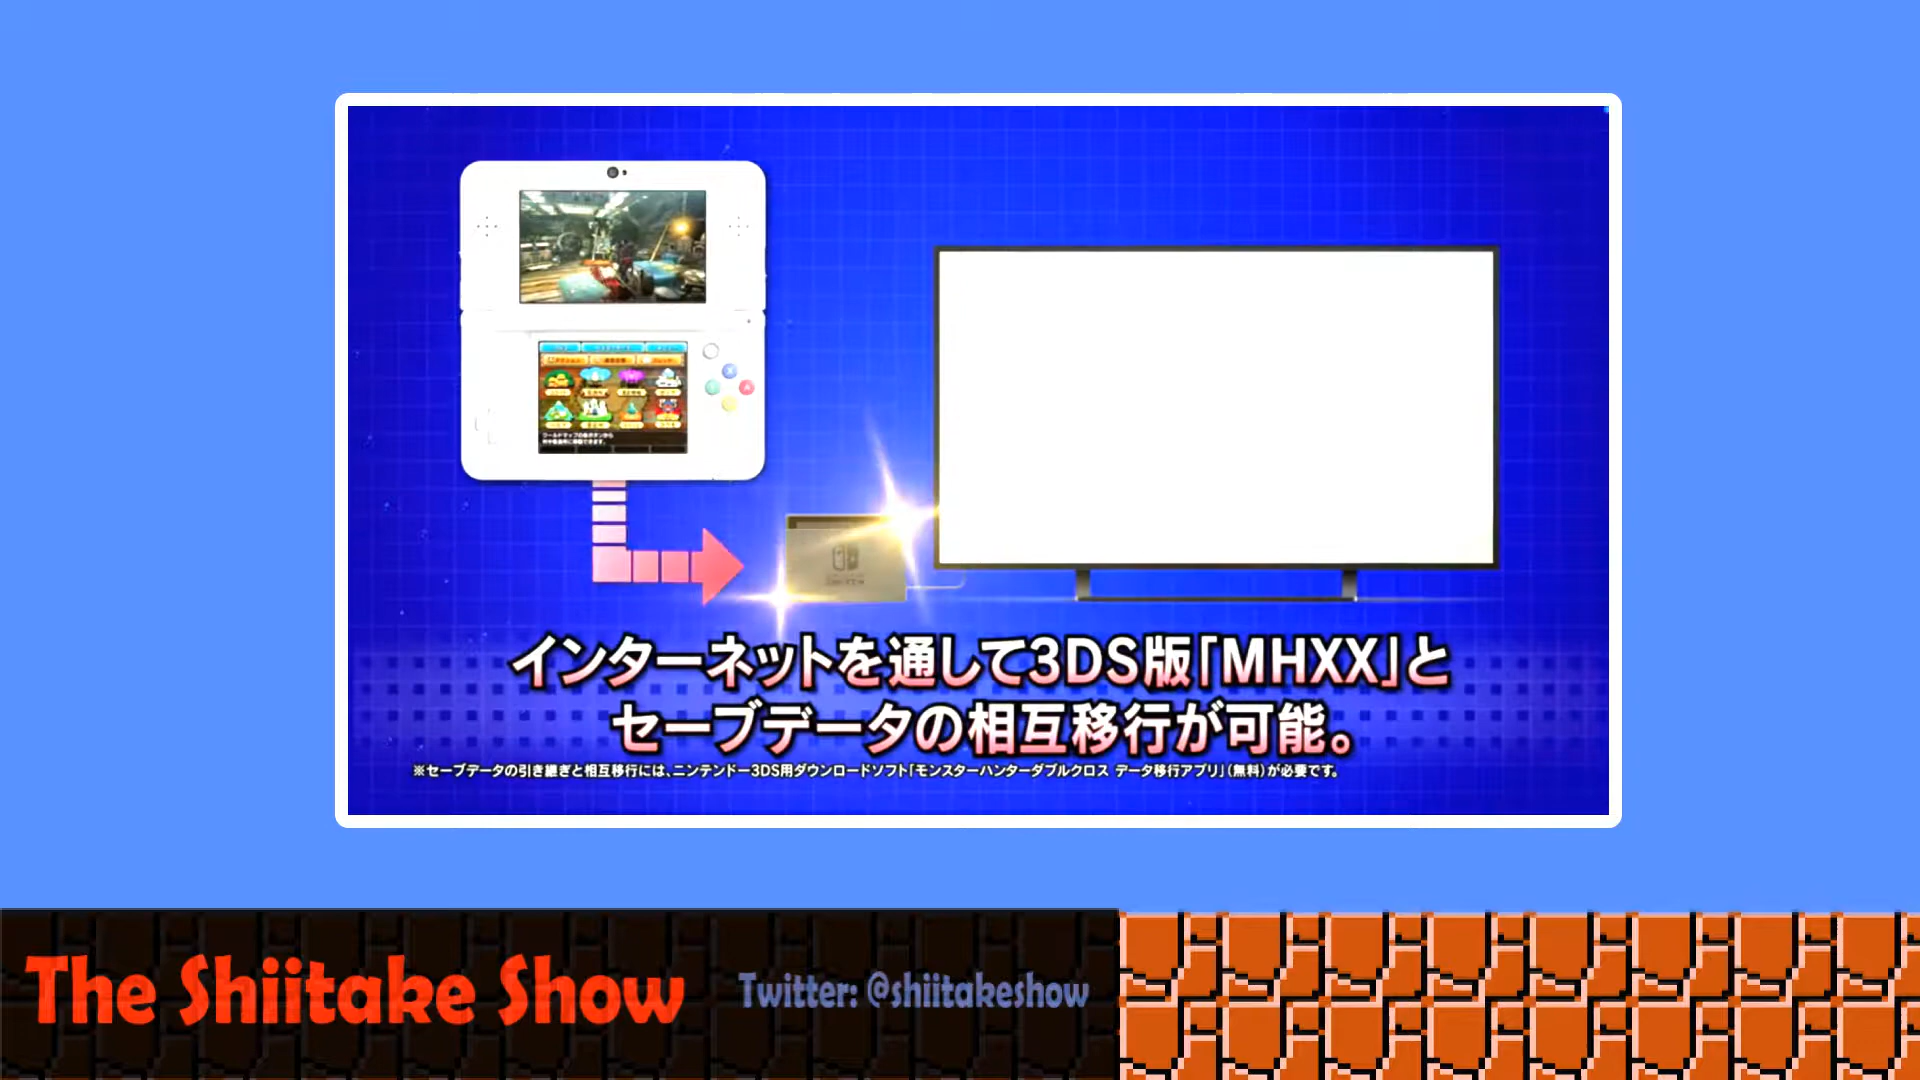 インターネットを通して3DS版「MHXX」と
セーブデータの相互移行が可能。
※セーブデータの引き継ぎと相互移行には、ニンテンドー3DS用ダウンロードソフト「モンスターハンターダブルクロス データ移行アプリ」(無料)が必要です。
The Shiitake Show
Twitter: @shiitakeshow